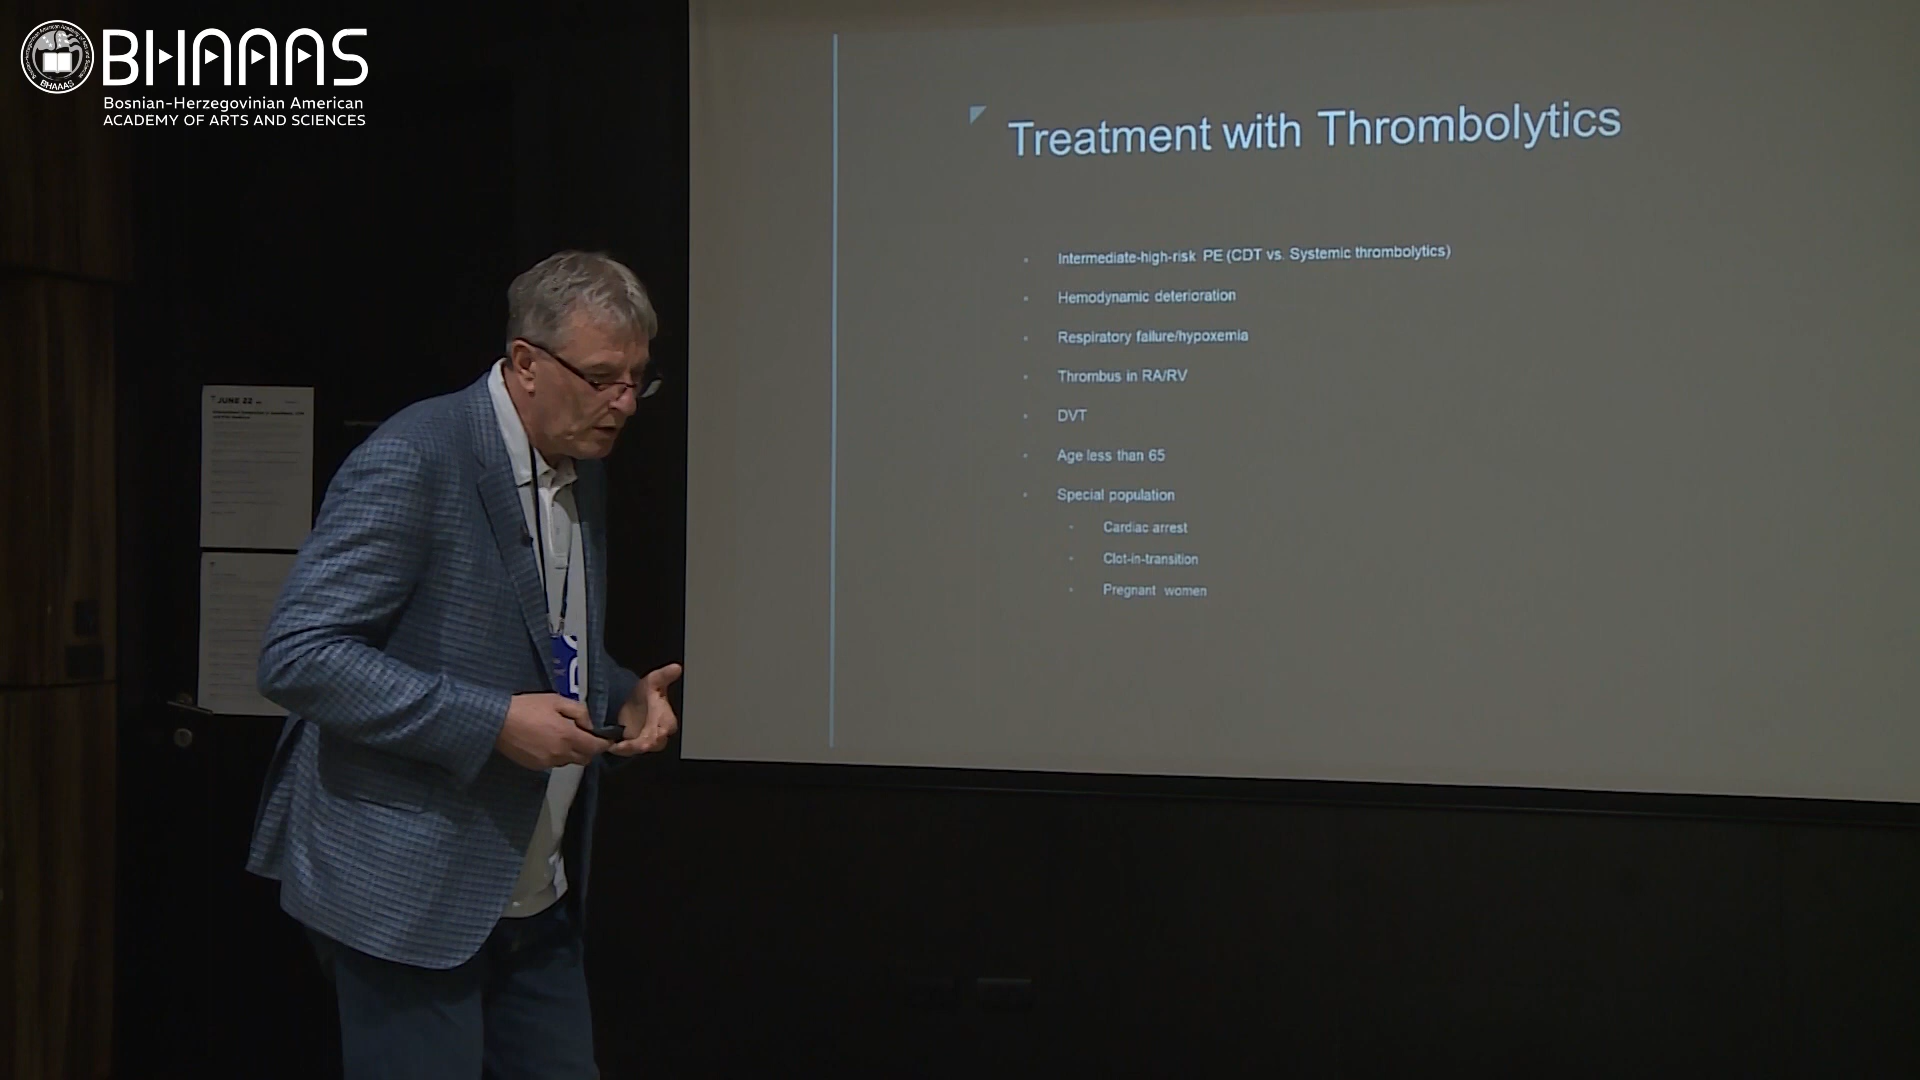 BHAAAS
Bosnian-Herzegovinian American
ACADEMY OF ARTS AND SCIENCES
BHAAAS
JUNE 22
Treatment with Thrombolytics
Intermediate-high-risk PE (CDT vs. Systemic thrombolytics)
Hemodynamic deterioration
Respiratory failure/hypoxemia
Thrombus in RA/RV
DVT
Age less than 65
Special population
Cardiac arrest
Clot-in-transition
Pregnant women